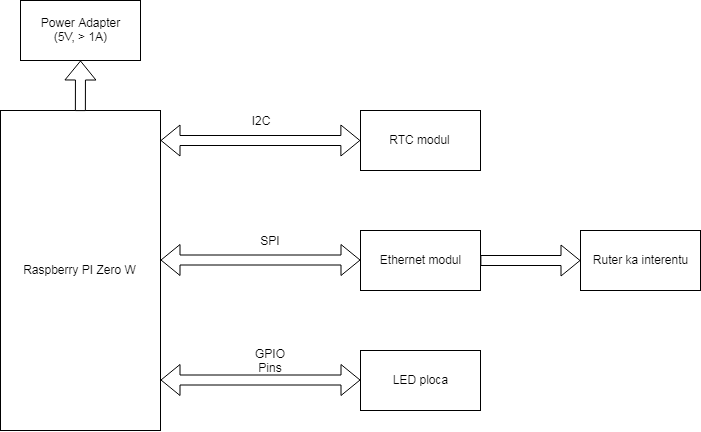 Power Adapter
(5V, > 1A)
I2C
RTC modul
Raspberry PI Zero W
SPI
Ethernet modul
Ruter ka interentu
GPIO
Pins
LED ploca